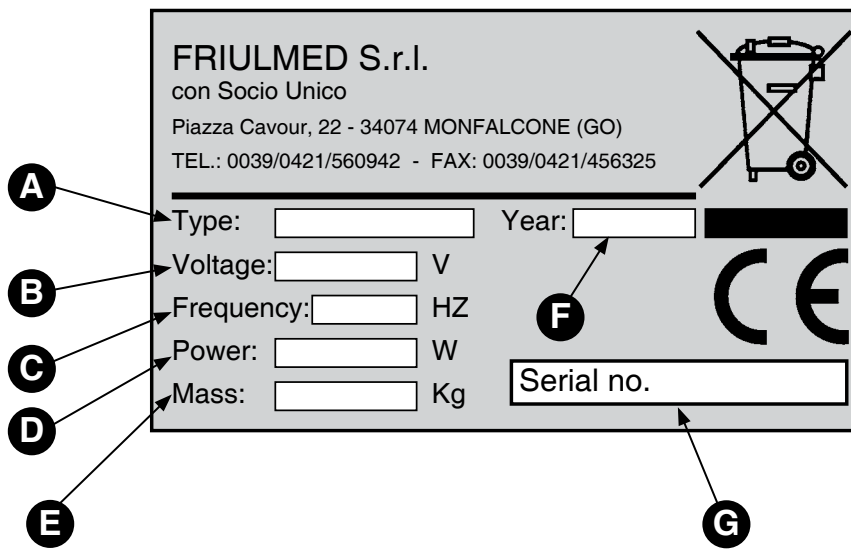 FRIULMED S.r.l.
con Socio Unico
Piazza Cavour, 22 - 34074 MONFALCONE (GO)
TEL.: 0039/0421/560942 - FAX: 0039/0421/456325
A
Type: Year:
B
Voltage: V
F
C
Frequency: HZ
CE
D
Power: W
E
Mass: Kg
Serial no.
G